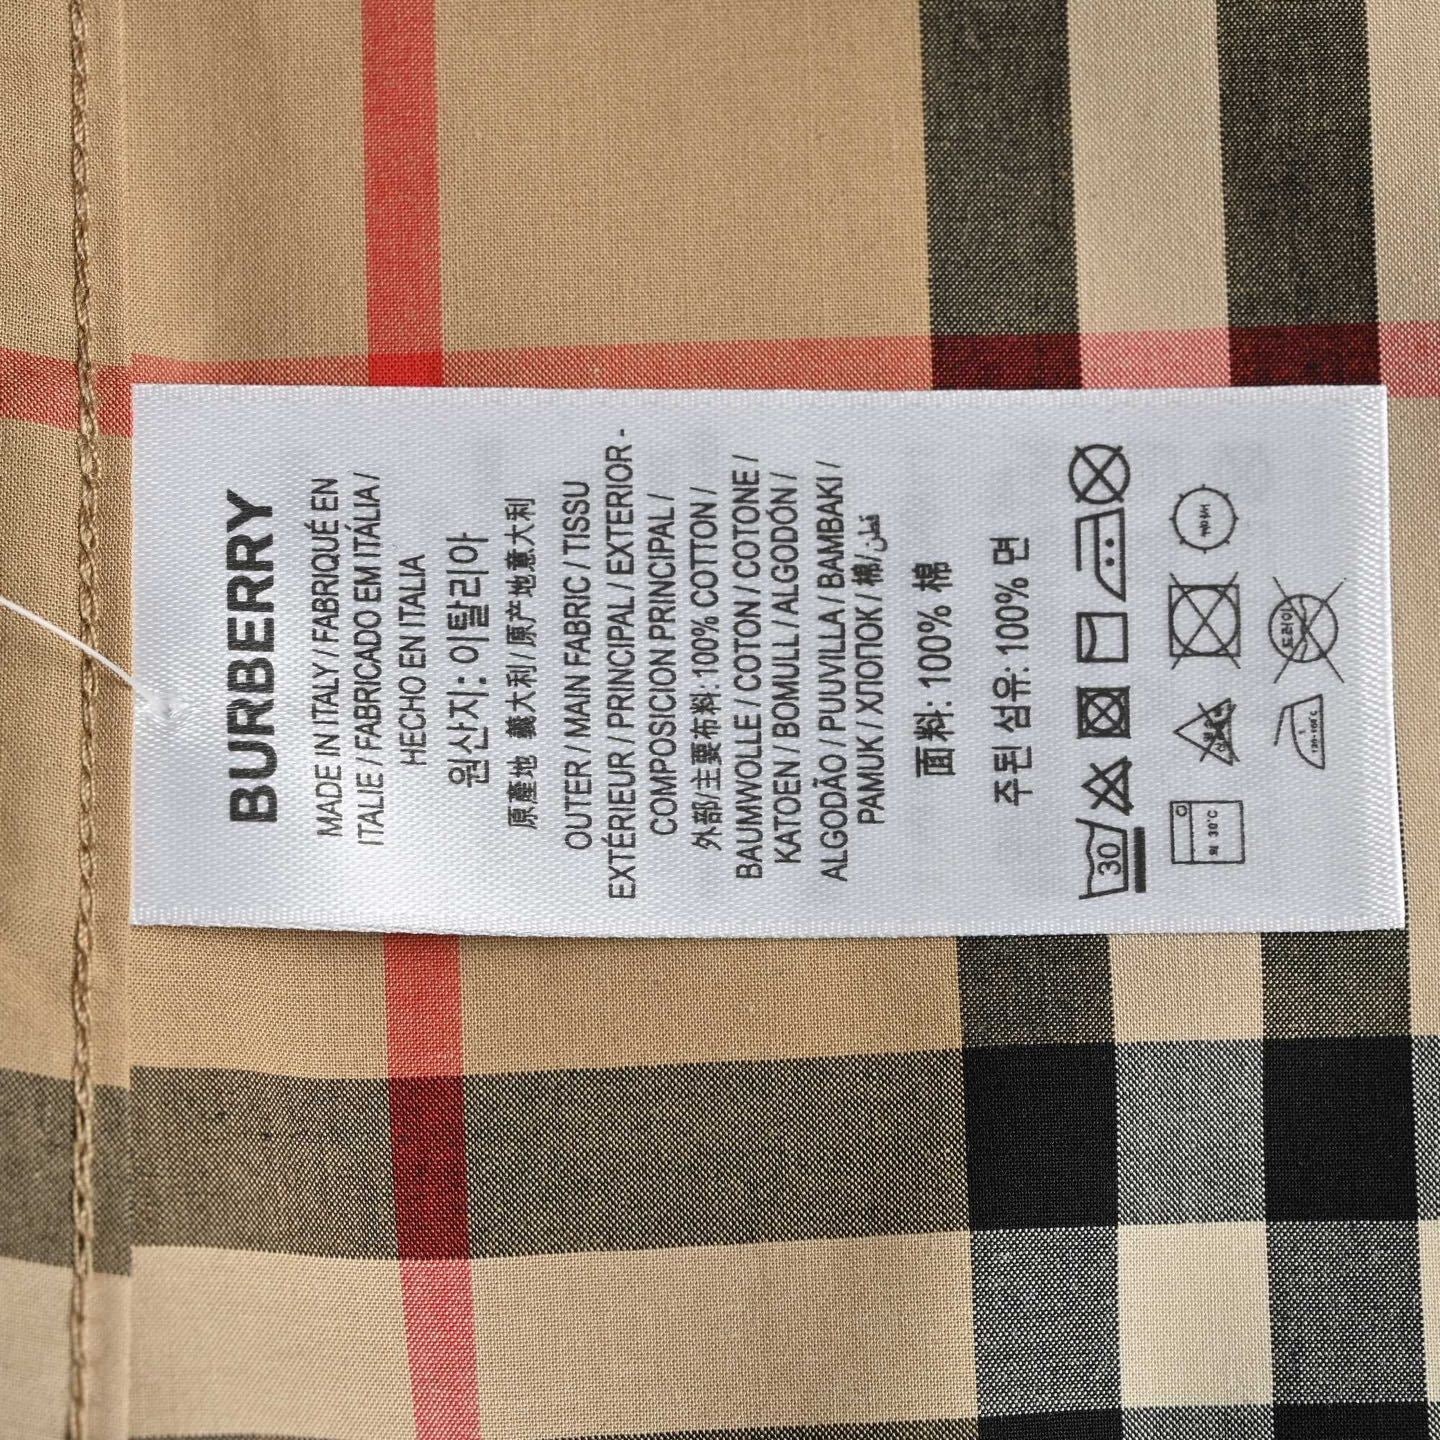 BURBERRY
MADE IN ITALY / FABRIQUÉ EN
ITALIE / FABRICADO EM ITÁLIA /
HECHO EN ITALIA
원산지: 이탈리아
原產地 義大利 / 原产地意大利
OUTER / MAIN FABRIC / TISSU
EXTÉRIEUR / PRINCIPAL / EXTERIOR -
COMPOSICION PRINCIPAL /
外部/主要布料: 100% COTTON /
BAUMWOLLE / COTON / COTONE /
KATOEN / BOMULL / ALGODÓN /
ALGODÃO / PUUVILLA / BAMBAKI /
PAMUK / ХЛОПОК / 棉/قطن
面料: 100% 棉
주된 섬유: 100% 면
30
약 30°C